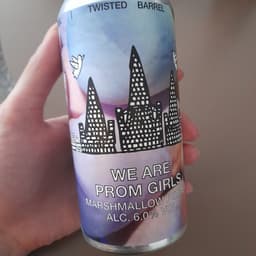 TWISTED BARREL
WE ARE
PROM GIRLS
MARSHMALLOW
ALC. 6.0%